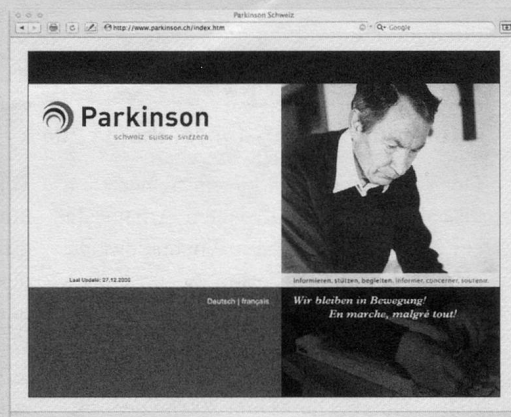 Parkinson Schweiz
http://www.parkinson.ch/index.htm
Google
Parkinson
schweiz suisse svizzera
Last Update: 27.12.2005
informieren, stützen, begleiten, informer, concerner, soutenir.
Deutsch | français
Wir bleiben in Bewegung!
En marche, malgré tout!